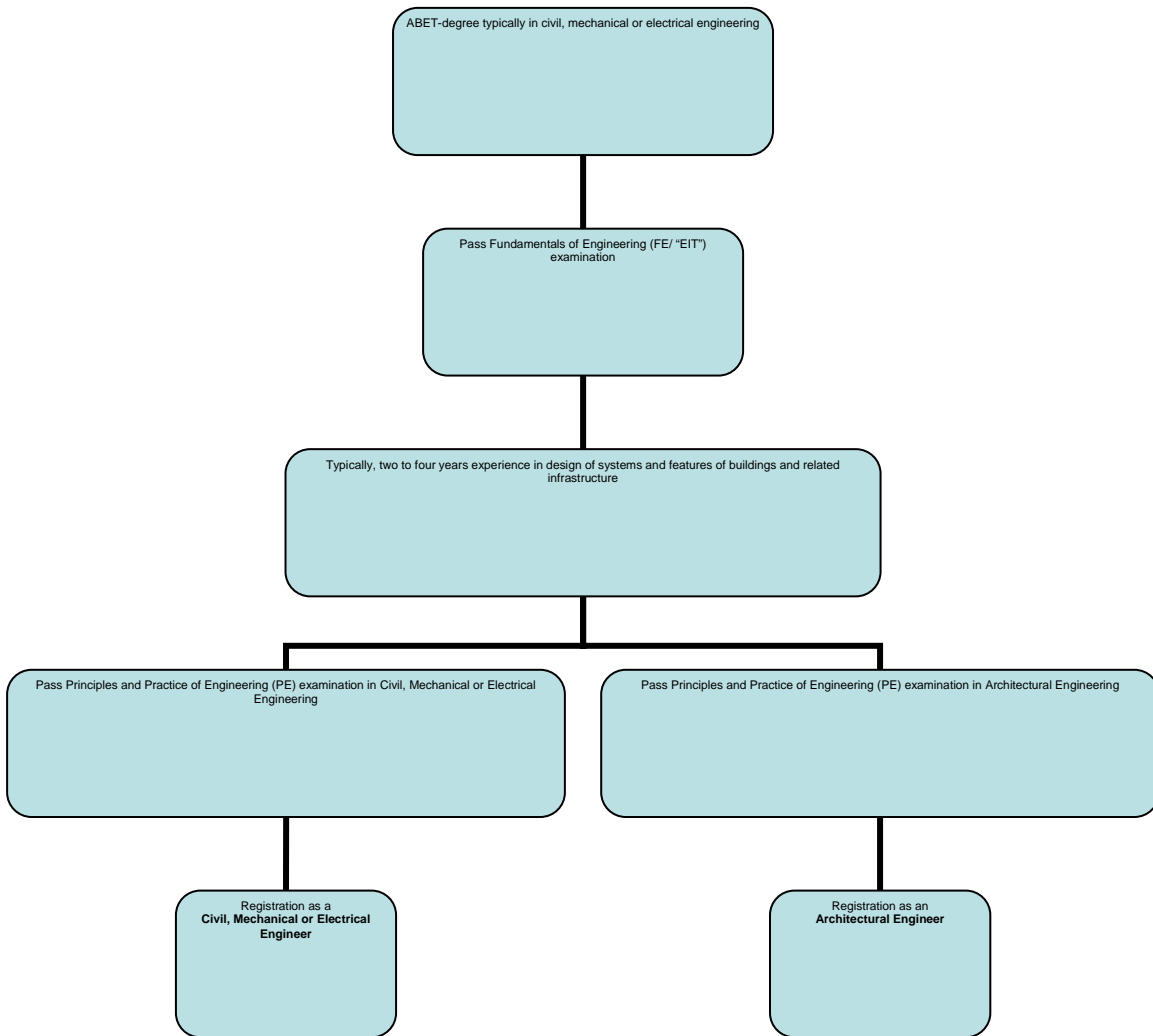 ABET-degree typically in civil, mechanical or electrical engineering
Pass Fundamentals of Engineering (FE/ “EIT”)
examination
Typically, two to four years experience in design of systems and features of buildings and related
infrastructure
Pass Principles and Practice of Engineering (PE) examination in Civil, Mechanical or Electrical
Engineering
Pass Principles and Practice of Engineering (PE) examination in Architectural Engineering
Registration as a
Civil, Mechanical or Electrical
Engineer
Registration as an
Architectural Engineer